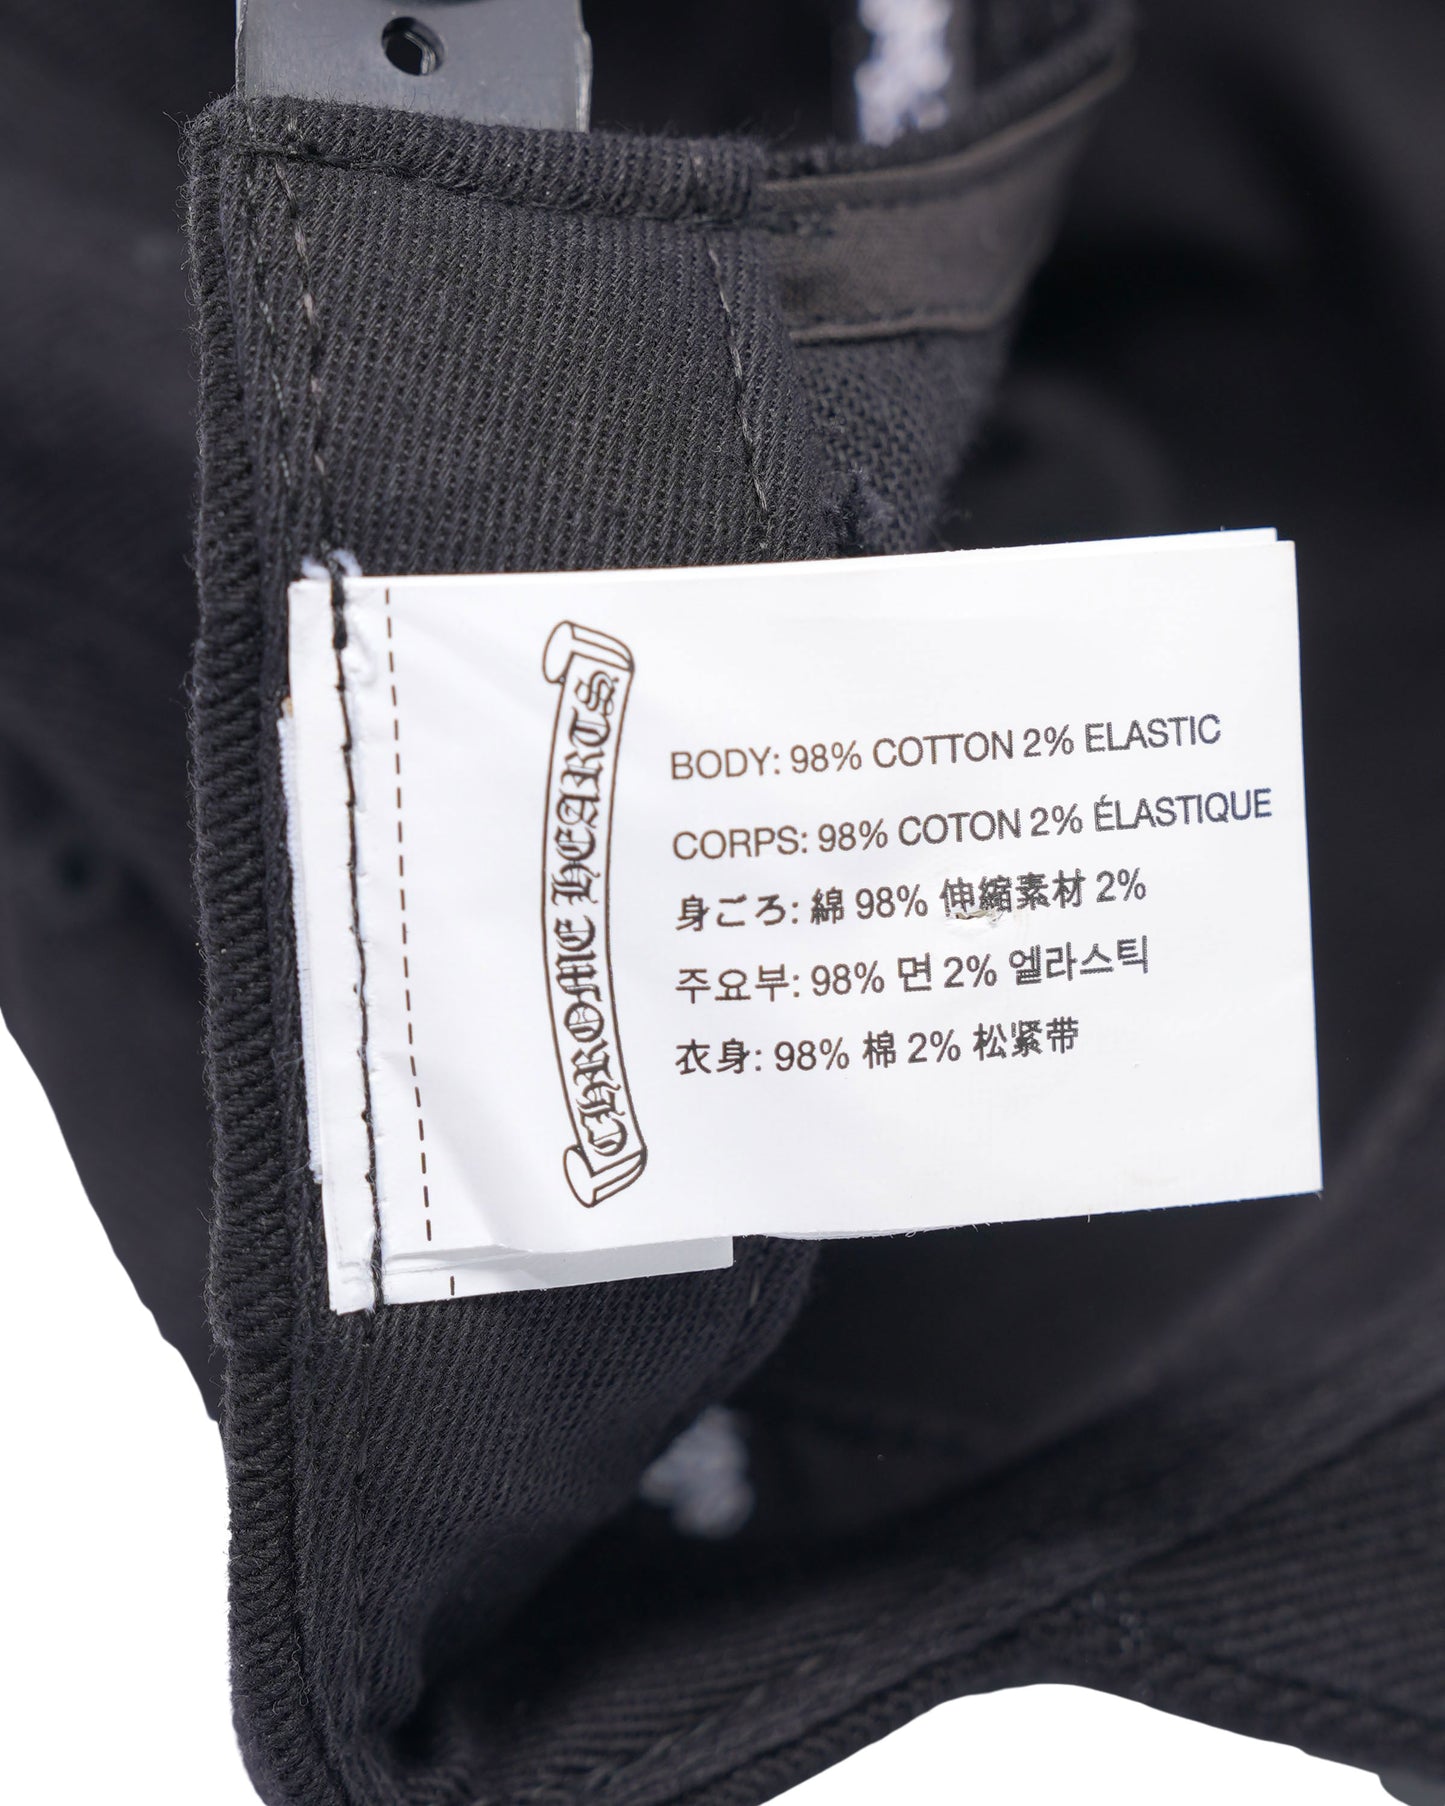 CHROME HEARTS
BODY: 98% COTTON 2% ELASTIC
CORPS: 98% COTON 2% ÉLASTIQUE
身ごろ: 綿 98% 伸縮素材 2%
주요부: 98% 면 2% 엘라스틱
衣身: 98% 棉 2% 松紧带